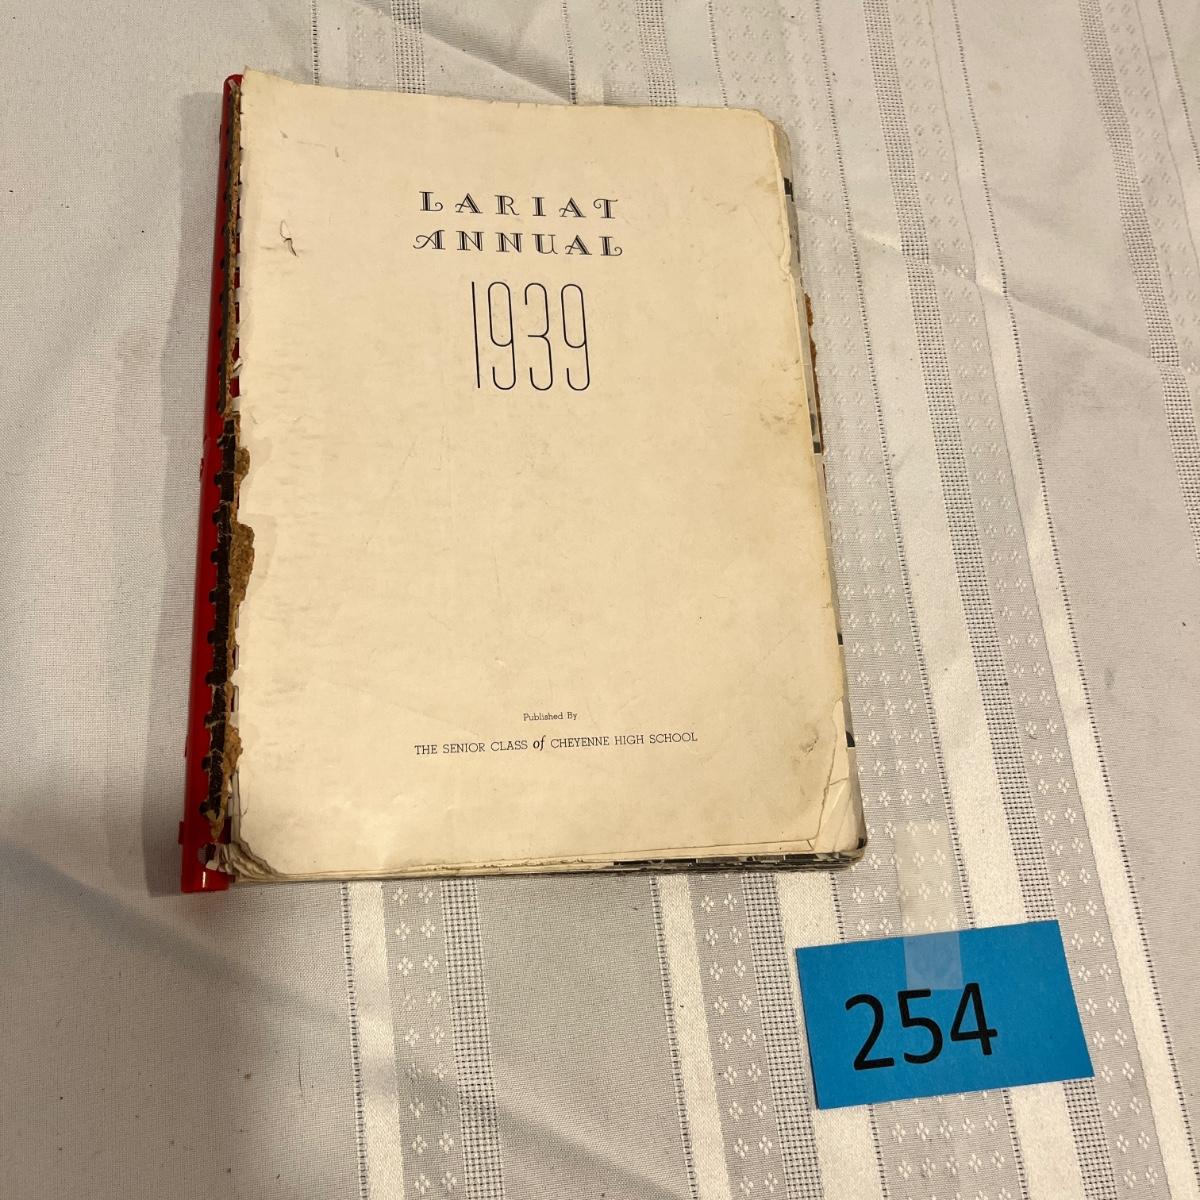 LARIAT
ANNUAL
1939
Published By
THE SENIOR CLASS of CHEYENNE HIGH SCHOOL
254